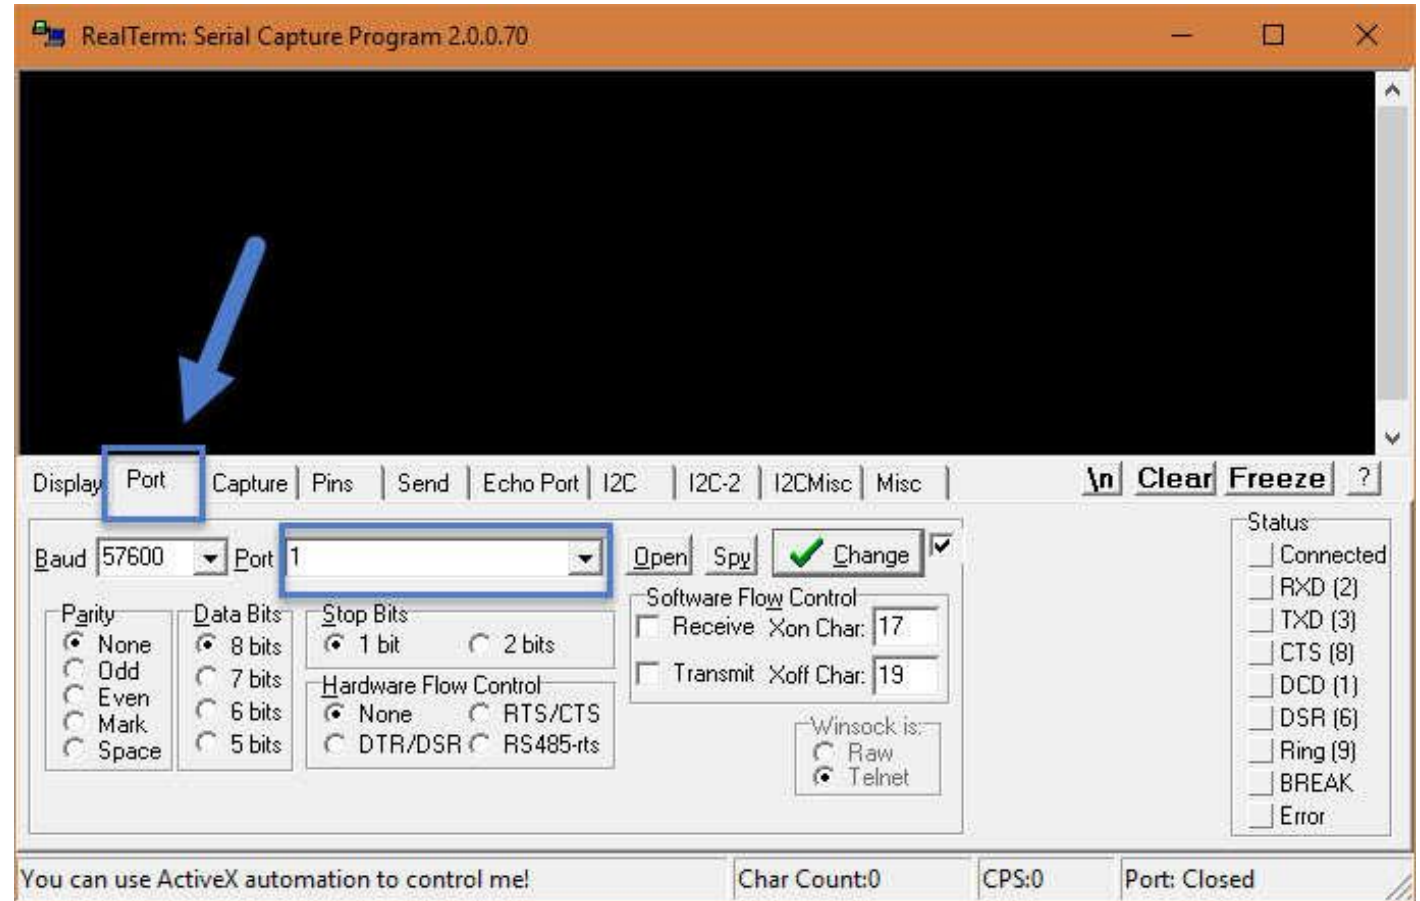 RealTerm: Serial Capture Program 2.0.0.70
Display Port Capture Pins Send Echo Port I2C I2C-2 I2CMisc Misc \n Clear Freeze ?
Baud 57600 Port 1 Open Spy Change
Parity
None
Odd
Even
Mark
Space
Data Bits
8 bits
7 bits
6 bits
5 bits
Stop Bits
1 bit 2 bits
Hardware Flow Control
None RTS/CTS
DTR/DSR RS485-rts
Software Flow Control
Receive Xon Char: 17
Transmit Xoff Char: 19
Winsock is:
Raw
Telnet
Status
Connected
RXD (2)
TXD (3)
CTS (8)
DCD (1)
DSR (6)
Ring (9)
BREAK
Error
You can use ActiveX automation to control me! Char Count:0 CPS:0 Port: Closed